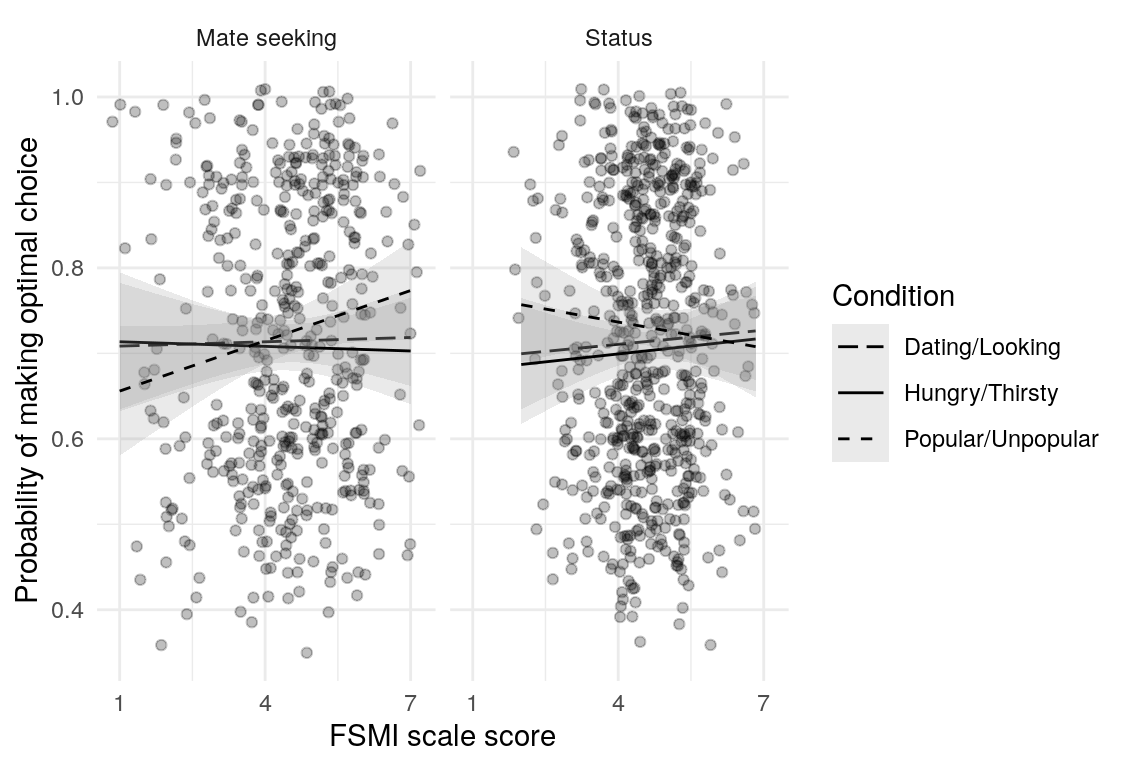 Mate seeking
Status
Probability of making optimal choice
1.0
0.8
0.6
0.4
1
4
7
1
4
7
FSMI scale score
Condition
Dating/Looking
Hungry/Thirsty
Popular/Unpopular